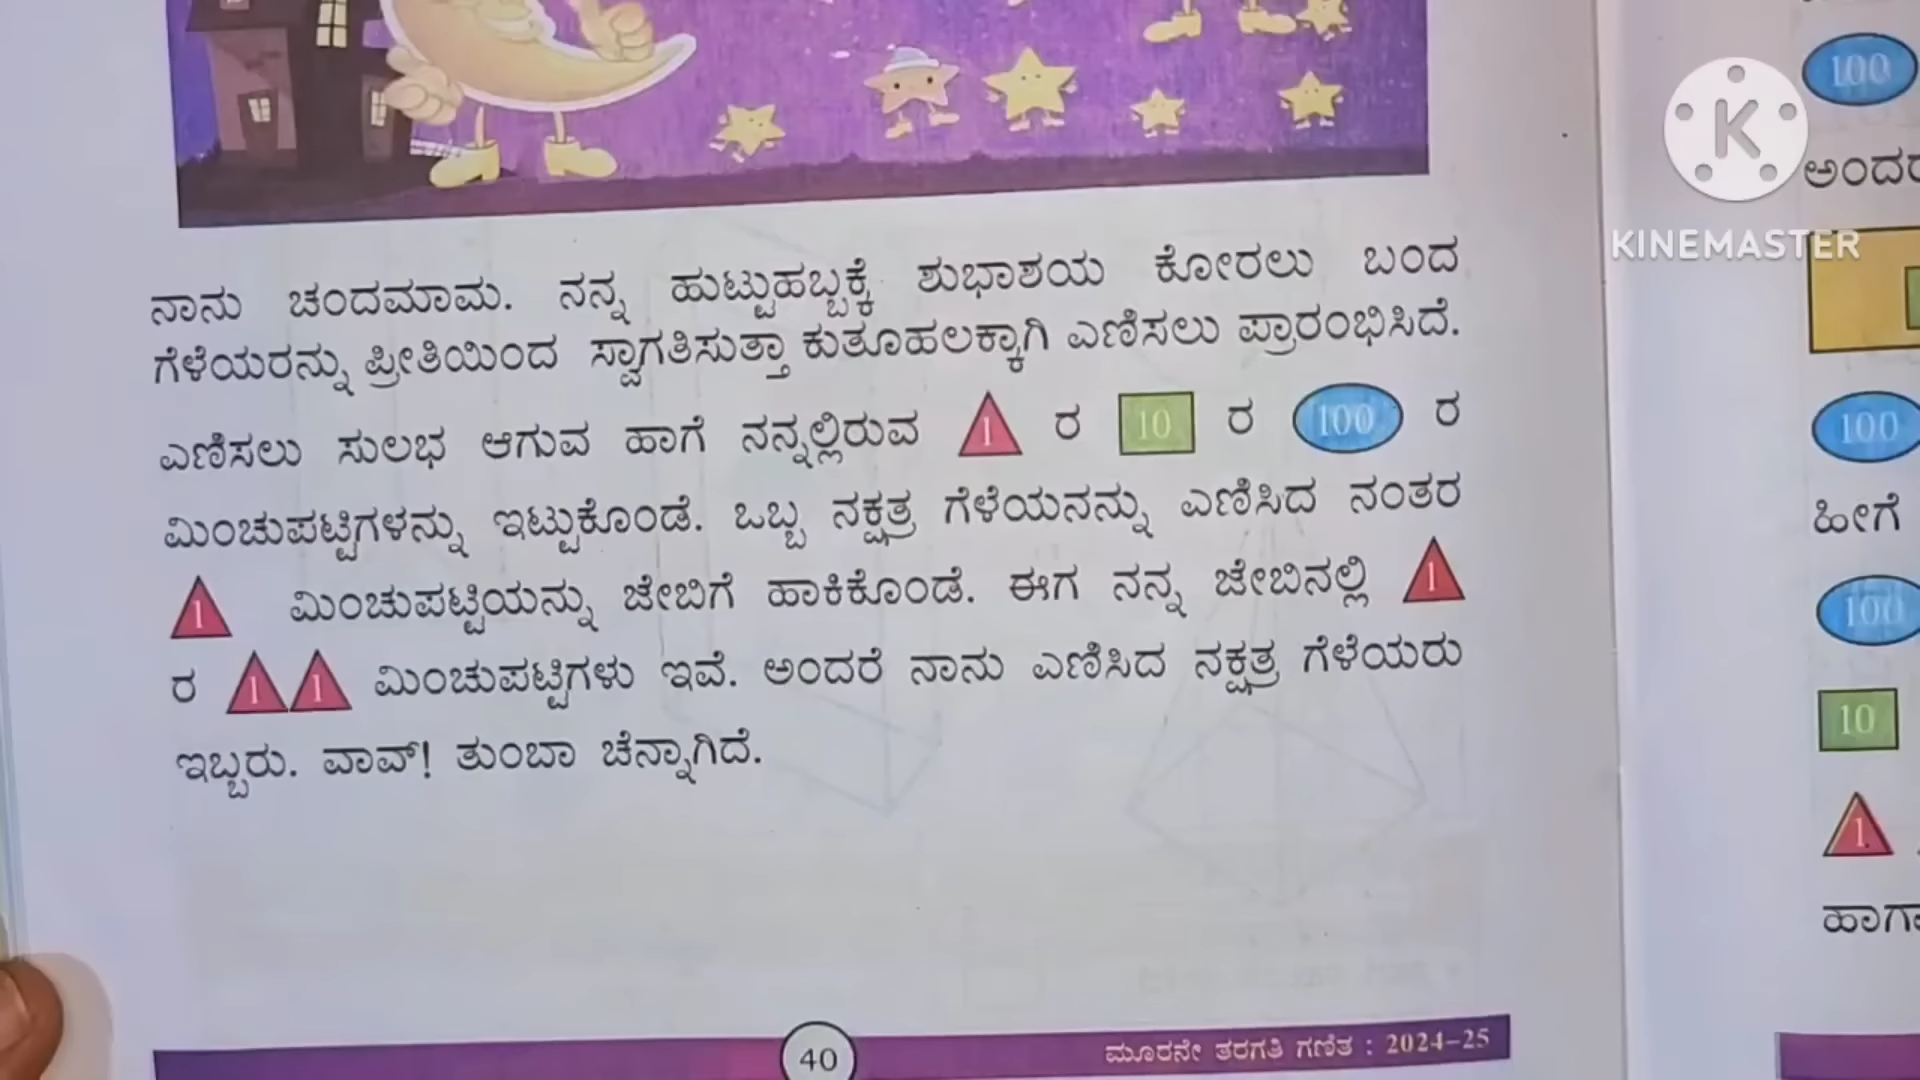 ನಾನು ಚಂದಮಾಮ. ನನ್ನ ಹುಟ್ಟುಹಬ್ಬಕ್ಕೆ ಶುಭಾಶಯ ಕೋರಲು ಬಂದ
ಗೆಳೆಯರನ್ನು ಪ್ರೀತಿಯಿಂದ ಸ್ವಾಗತಿಸುತ್ತಾ ಕುತೂಹಲಕ್ಕಾಗಿ ಎಣಿಸಲು ಪ್ರಾರಂಭಿಸಿದೆ.
ಎಣಿಸಲು ಸುಲಭ ಆಗುವ ಹಾಗೆ ನನ್ನಲ್ಲಿರುವ 1 ರ 10 ರ 100 ರ
ಮಿಂಚುಪಟ್ಟಿಗಳನ್ನು ಇಟ್ಟುಕೊಂಡೆ. ಒಬ್ಬ ನಕ್ಷತ್ರ ಗೆಳೆಯನನ್ನು ಎಣಿಸಿದ ನಂತರ
1 ಮಿಂಚುಪಟ್ಟಿಯನ್ನು ಜೇಬಿಗೆ ಹಾಕಿಕೊಂಡೆ. ಈಗ ನನ್ನ ಜೇಬಿನಲ್ಲಿ 1
ರ 1 1 ಮಿಂಚುಪಟ್ಟಿಗಳು ಇವೆ. ಅಂದರೆ ನಾನು ಎಣಿಸಿದ ನಕ್ಷತ್ರ ಗೆಳೆಯರು
ಇಬ್ಬರು. ವಾವ್! ತುಂಬಾ ಚೆನ್ನಾಗಿದೆ.
40
ಮೂರನೇ ತರಗತಿ ಗಣಿತ : 2024-25
100
100
ಹೀಗೆ
100
10
1
K
KINEMASTER